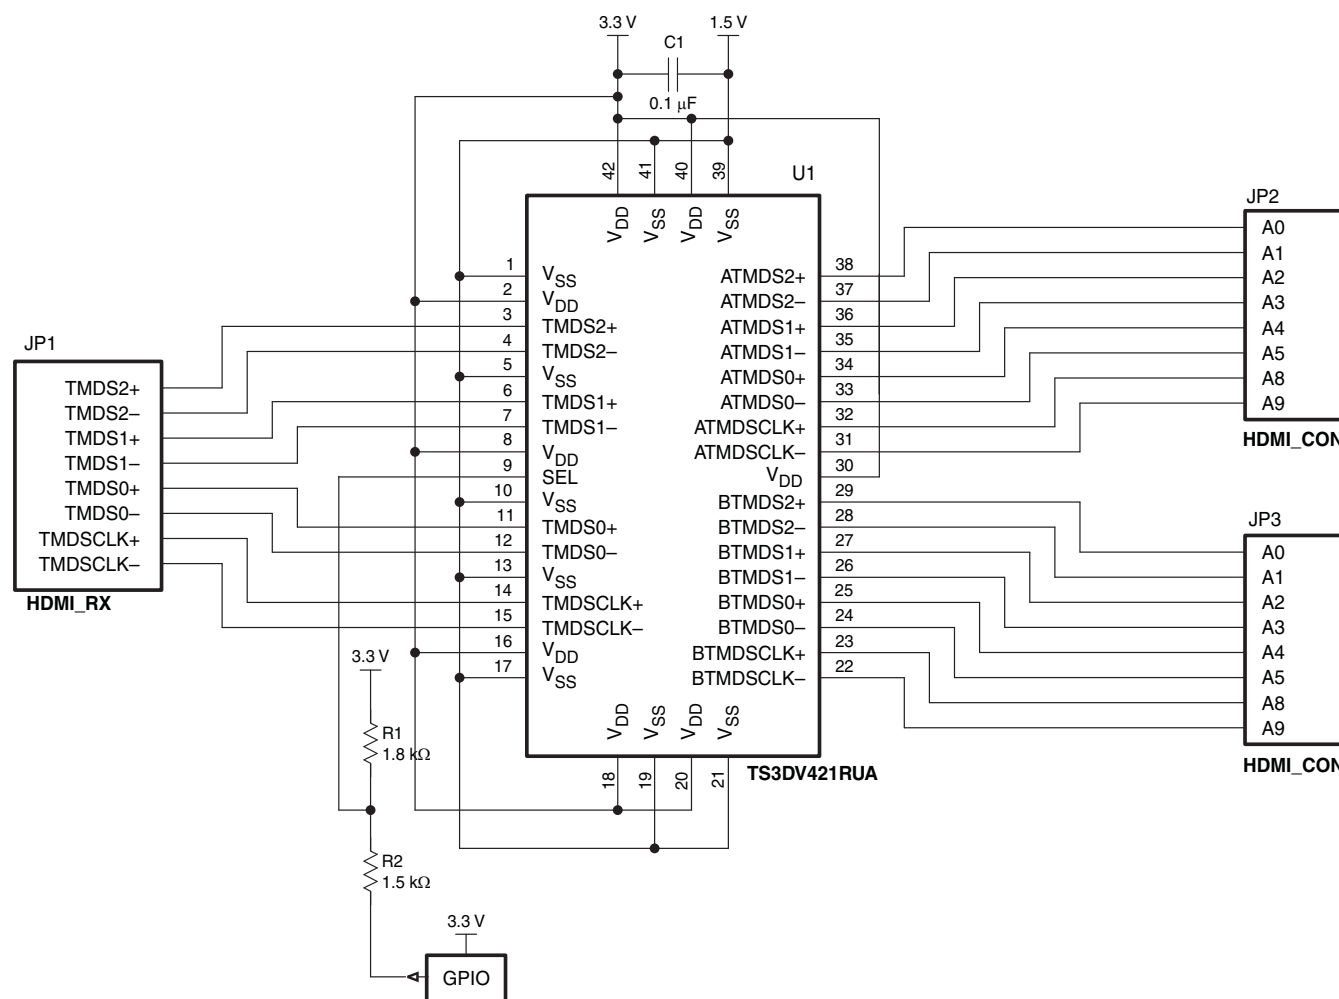 3.3 V
1.5 V
C1
0.1 µF
42
41
40
39
U1
VDD
VSS
VDD
VSS
JP1
TMDS2+
TMDS2–
TMDS1+
TMDS1–
TMDS0+
TMDS0–
TMDSCLK+
TMDSCLK–
HDMI_RX
1 VSS
2 VDD
3 TMDS2+
4 TMDS2–
5 VSS
6 TMDS1+
7 TMDS1–
8 VDD
9 SEL
10 VSS
11 TMDS0+
12 TMDS0–
13 VSS
14 TMDSCLK+
15 TMDSCLK–
16 VDD
17 VSS
ATMDS2+ 38
ATMDS2– 37
ATMDS1+ 36
ATMDS1– 35
ATMDS0+ 34
ATMDS0– 33
ATMDSCLK+ 32
ATMDSCLK– 31
VDD 30
BTMDS2+ 29
BTMDS2– 28
BTMDS1+ 27
BTMDS1– 26
BTMDS0+ 25
BTMDS0– 24
BTMDSCLK+ 23
BTMDSCLK– 22
VDD
VSS
VDD
VSS
18
19
20
21
TS3DV421RUA
JP2
A0
A1
A2
A3
A4
A5
A8
A9
HDMI_CON
JP3
A0
A1
A2
A3
A4
A5
A8
A9
HDMI_CON
3.3 V
R1
1.8 kΩ
R2
1.5 kΩ
3.3 V
GPIO